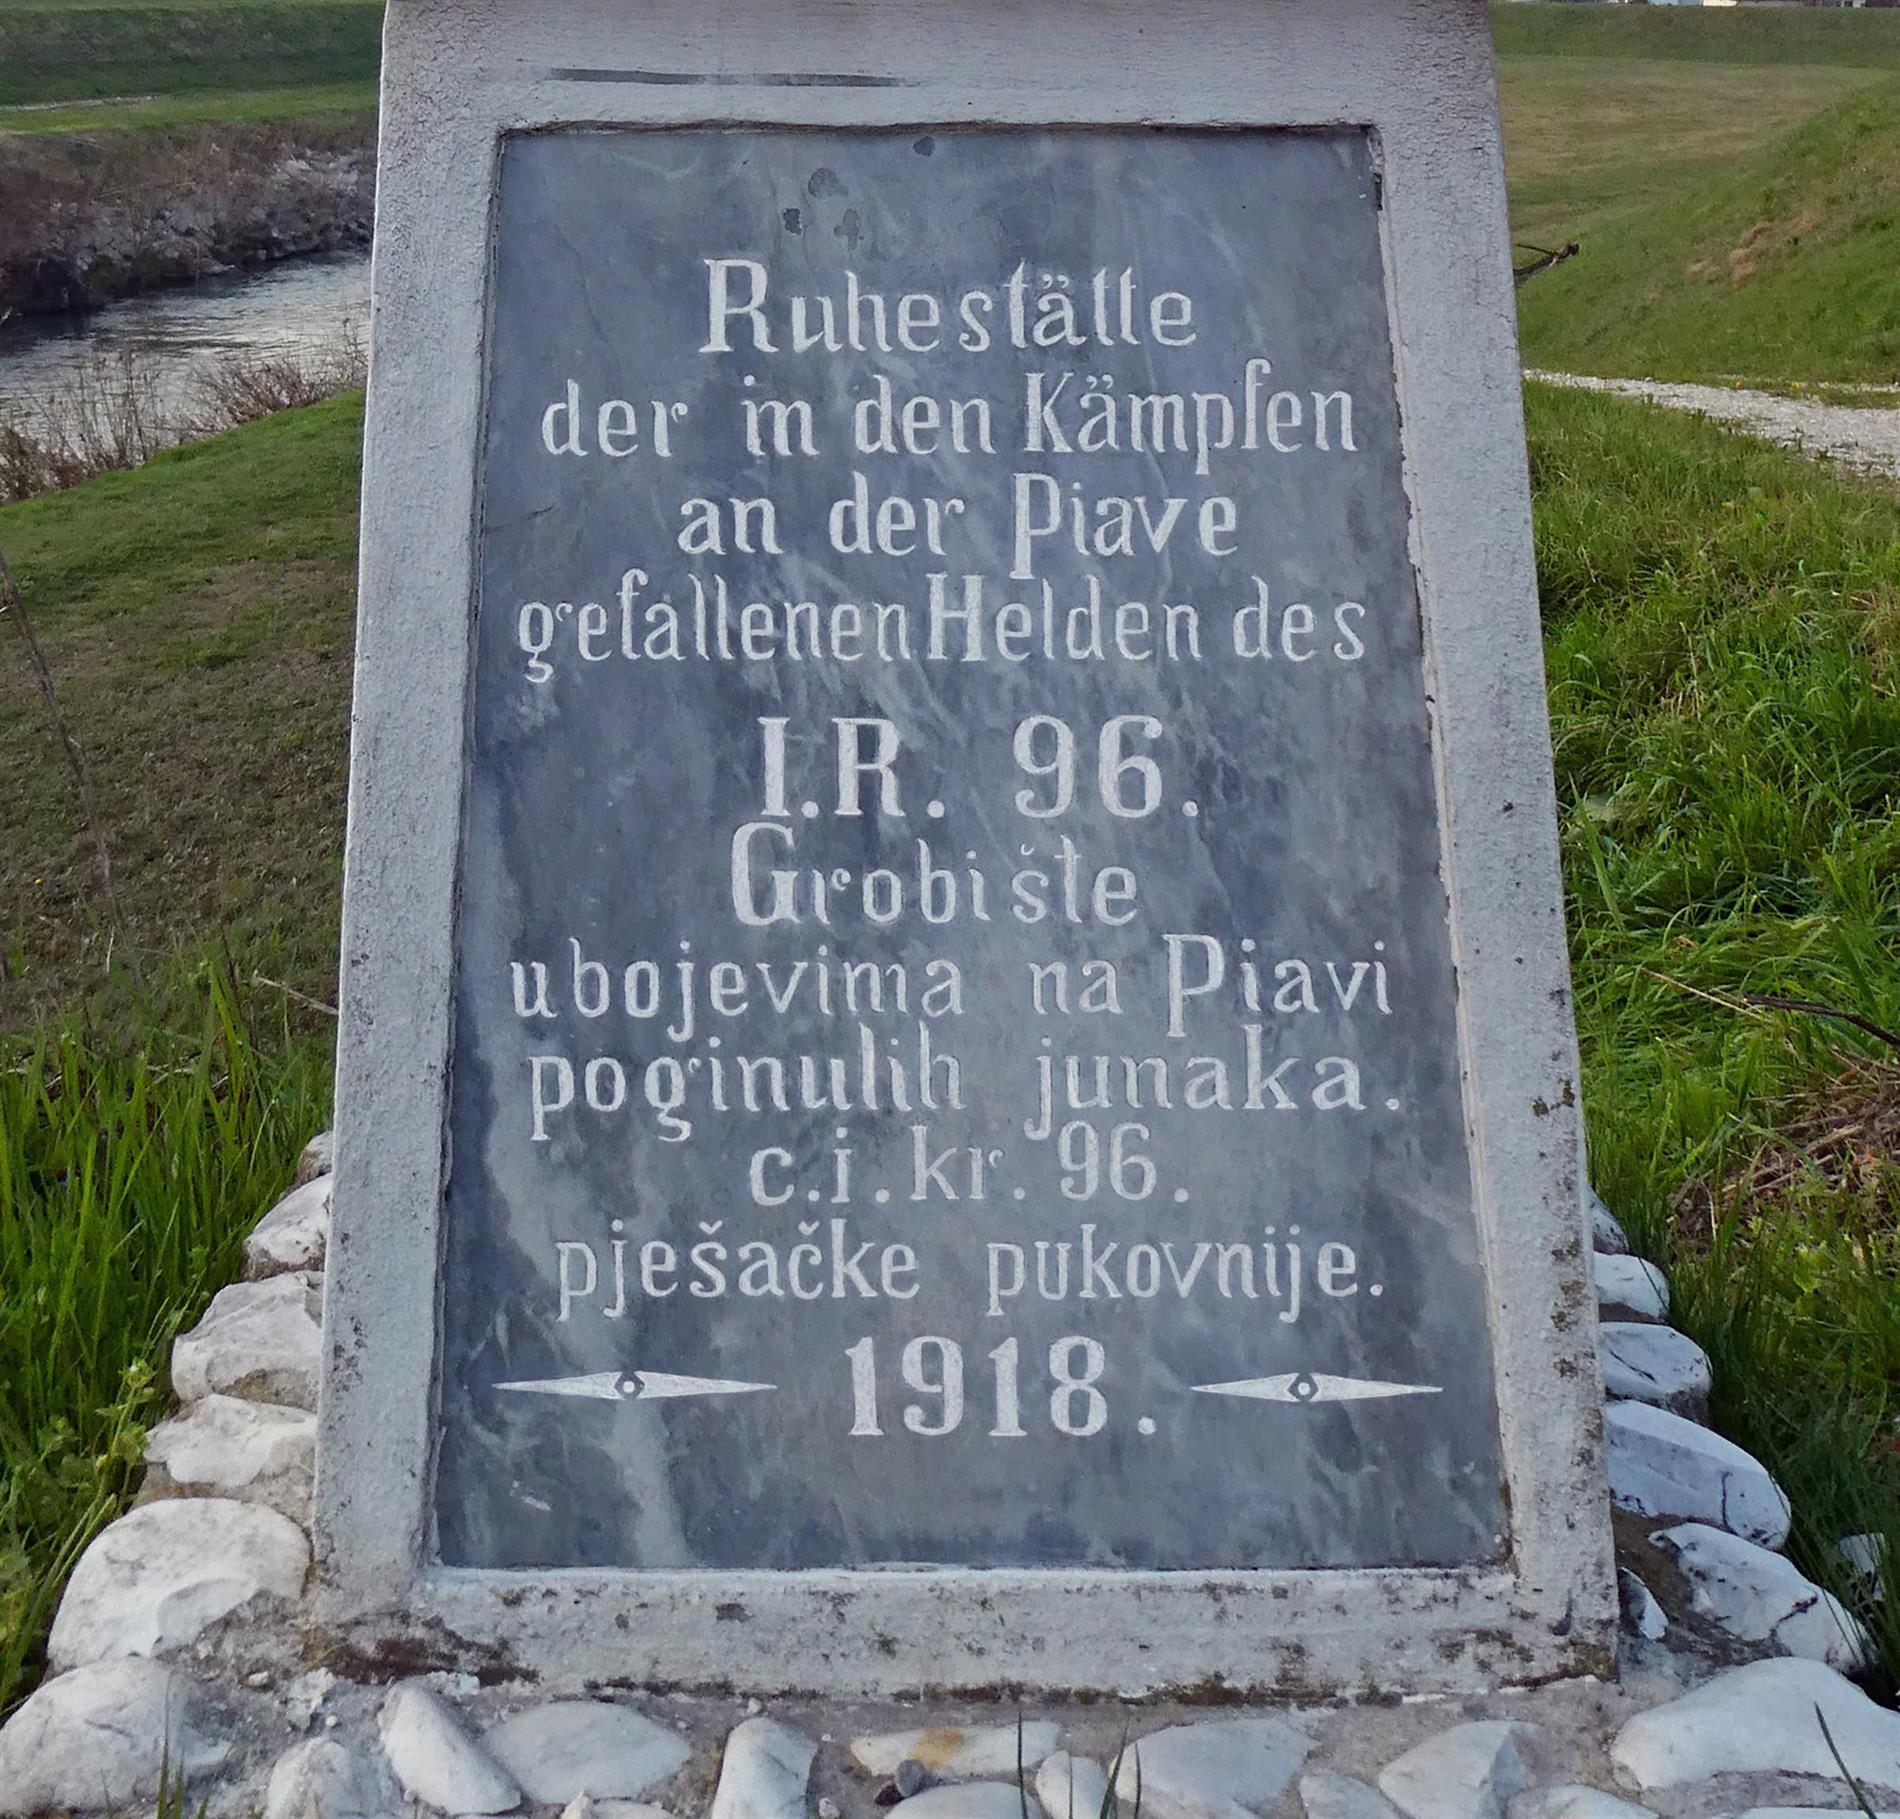 Ruhestätte
der in den Kämpfen
an der Piave
gefallenen Helden des
I.R. 96.
Grobište
ubojevima na Piavi
poginulih junaka.
c.i.kr. 96.
pješačke pukovnije.
1918.